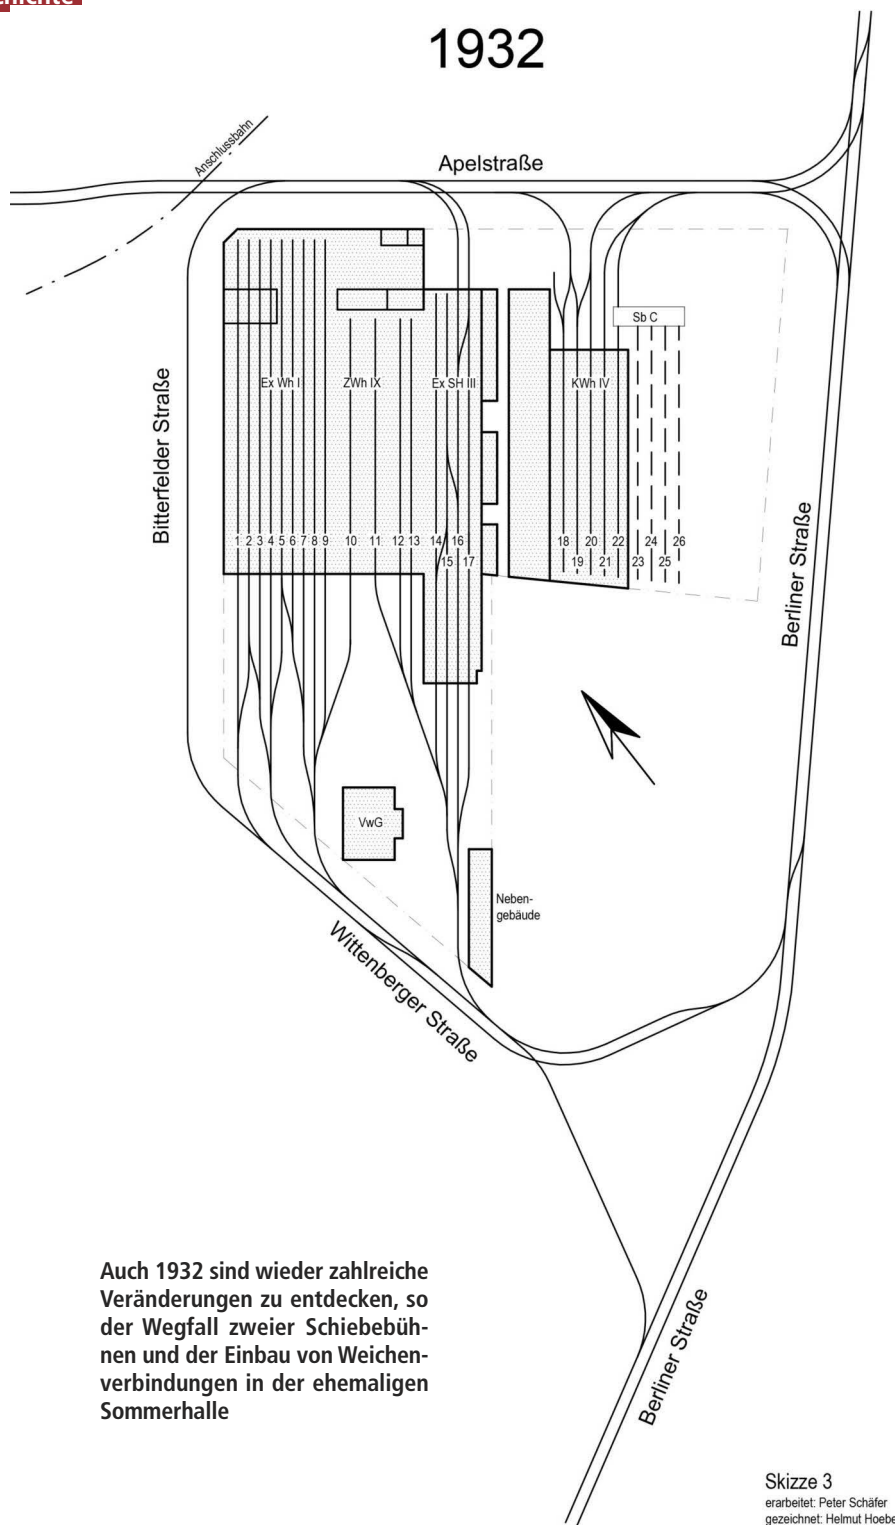 1932
Anschlussbahn
Apelstraße
Bitterfelder Straße
Sb C
Ex Wh I
ZWh IX
Ex SH III
KWh IV
Berliner Straße
1 2 3 4 5 6 7 8 9 10 11 12 13 14 16
15 17
18 20 22 24 26
19 21 23 25
VwG
Neben-
gebäude
Wittenberger Straße
Berliner Straße
Auch 1932 sind wieder zahlreiche
Veränderungen zu entdecken, so
der Wegfall zweier Schiebebüh-
nen und der Einbau von Weichen-
verbindungen in der ehemaligen
Sommerhalle
Skizze 3
erarbeitet: Peter Schäfer